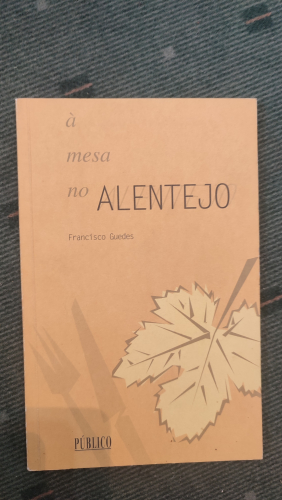 à
mesa
no ALENTEJO
Francisco Guedes
PÚBLICO